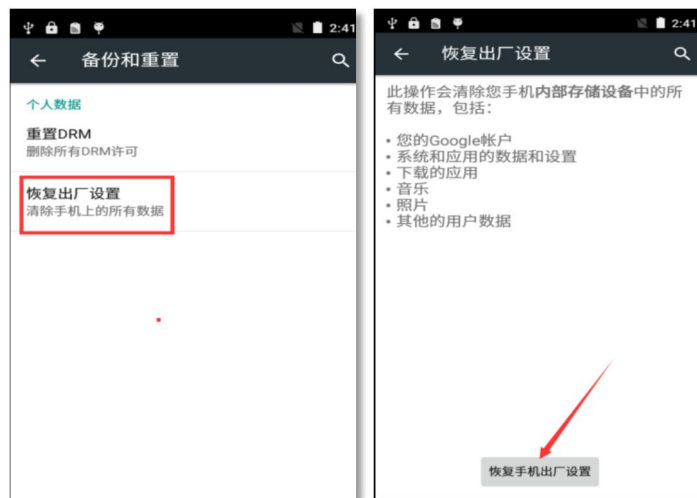 2:41
备份和重置
个人数据
重置DRM
删除所有DRM许可
恢复出厂设置
清除手机上的所有数据
2:41
恢复出厂设置
此操作会清除您手机内部存储设备中的所
有数据，包括：
• 您的Google帐户
• 系统和应用的数据和设置
• 下载的应用
• 音乐
• 照片
• 其他的用户数据
恢复手机出厂设置